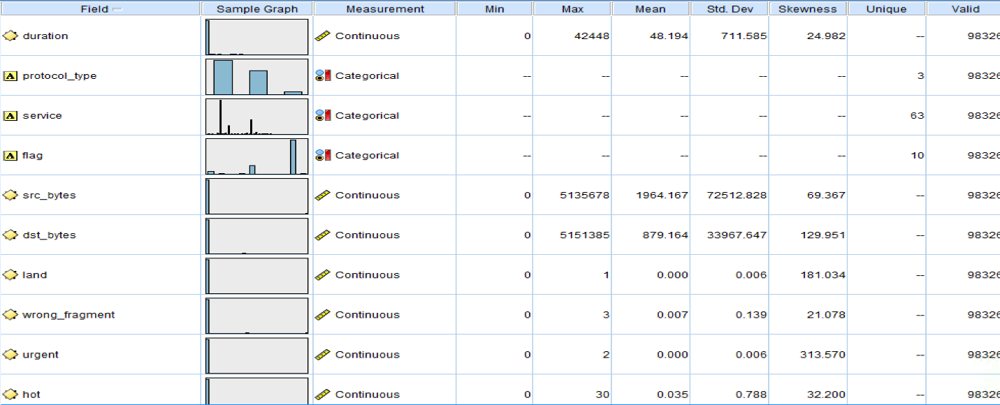 Field Sample Graph Measurement Min Max Mean Std. Dev Skewness Unique Valid
duration Continuous 0 42448 48.194 711.585 24.982 -- 98326
A protocol_type Categorical -- -- -- -- -- 3 98326
A service Categorical -- -- -- -- -- 63 98326
A flag Categorical -- -- -- -- -- 10 98326
src_bytes Continuous 0 5135678 1964.167 72512.828 69.367 -- 98326
dst_bytes Continuous 0 5151385 879.164 33967.647 129.951 -- 98326
land Continuous 0 1 0.000 0.006 181.034 -- 98326
wrong_fragment Continuous 0 3 0.007 0.139 21.078 -- 98326
urgent Continuous 0 2 0.000 0.006 313.570 -- 98326
hot Continuous 0 30 0.035 0.788 32.200 -- 98326